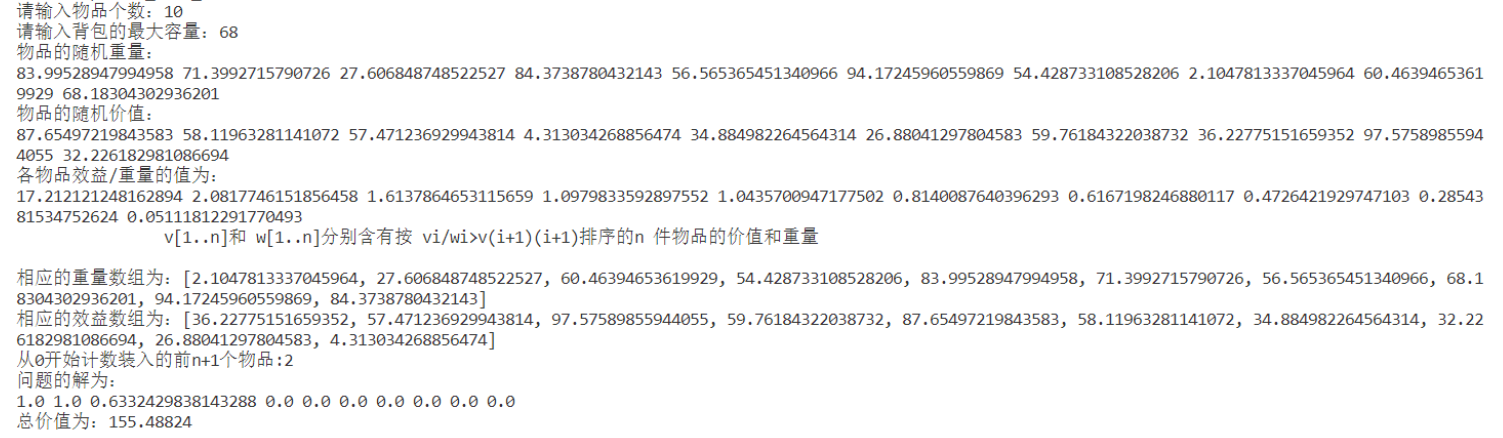 请输入物品个数：10
请输入背包的最大容量：68
物品的随机重量：
83.99528947994958 71.3992715790726 27.606848748522527 84.3738780432143 56.565365451340966 94.17245960559869 54.428733108528206 2.1047813337045964 60.4639465361
9929 68.18304302936201
物品的随机价值：
87.65497219843583 58.11963281141072 57.471236929943814 4.313034268856474 34.884982264564314 26.88041297804583 59.76184322038732 36.22775151659352 97.5758985594
4055 32.226182981086694
各物品效益/重量的值为：
17.212121248162894 2.0817746151856458 1.6137864653115659 1.0979833592897552 1.0435700947177502 0.8140087640396293 0.6167198246880117 0.4726421929747103 0.28543
81534752624 0.05111812291770493
v[1..n]和 w[1..n]分别含有按 vi/wi>v(i+1)(i+1)排序的n 件物品的价值和重量
相应的重量数组为：[2.1047813337045964, 27.606848748522527, 60.46394653619929, 54.428733108528206, 83.99528947994958, 71.3992715790726, 56.565365451340966, 68.1
8304302936201, 94.17245960559869, 84.3738780432143]
相应的效益数组为：[36.22775151659352, 57.471236929943814, 97.57589855944055, 59.76184322038732, 87.65497219843583, 58.11963281141072, 34.884982264564314, 32.226
182981086694, 26.88041297804583, 4.313034268856474]
从0开始计数装入的前n+1个物品:2
问题的解为：
1.0 1.0 0.6332429838143288 0.0 0.0 0.0 0.0 0.0 0.0 0.0
总价值为：155.48824